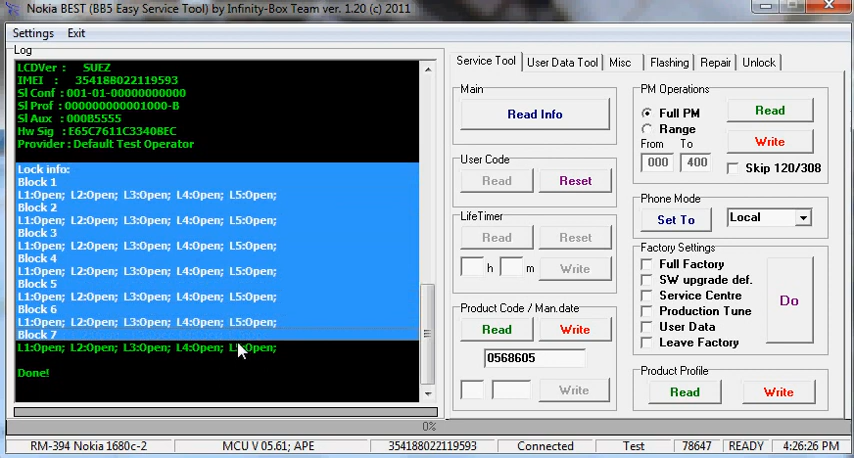 Nokia BEST (BB5 Easy Service Tool) by Infinity-Box Team ver. 1.20 (c) 2011
Settings Exit
Log
LCDVer : SUEZ
IMEI : 354188022119593
Sl Conf : 001-01-00000000000
Sl Prof : 000000000001000-B
Sl Aux : 000B5555
Hw Sig : E65C7611C33408EC
Provider : Default Test Operator
Lock info:
Block 1
L1:Open; L2:Open; L3:Open; L4:Open; L5:Open;
Block 2
L1:Open; L2:Open; L3:Open; L4:Open; L5:Open;
Block 3
L1:Open; L2:Open; L3:Open; L4:Open; L5:Open;
Block 4
L1:Open; L2:Open; L3:Open; L4:Open; L5:Open;
Block 5
L1:Open; L2:Open; L3:Open; L4:Open; L5:Open;
Block 6
L1:Open; L2:Open; L3:Open; L4:Open; L5:Open;
Block 7
L1:Open; L2:Open; L3:Open; L4:Open; L5:Open;
Done!
Service Tool User Data Tool Misc Flashing Repair Unlock
Main
Read Info
User Code
Read Reset
LifeTimer
Read Reset
h m Write
Product Code / Man.date
Read Write
0568605
Write
PM Operations
Full PM Read
Range
From To Write
000 400 Skip 120/308
Phone Mode
Set To Local
Factory Settings
Full Factory
SW upgrade def.
Service Centre
Production Tune
User Data
Leave Factory
Do
Product Profile
Read Write
0%
RM-394 Nokia 1680c-2 MCU V 05.61; APE 354188022119593 Connected Test 78647 READY 4:26:26 PM